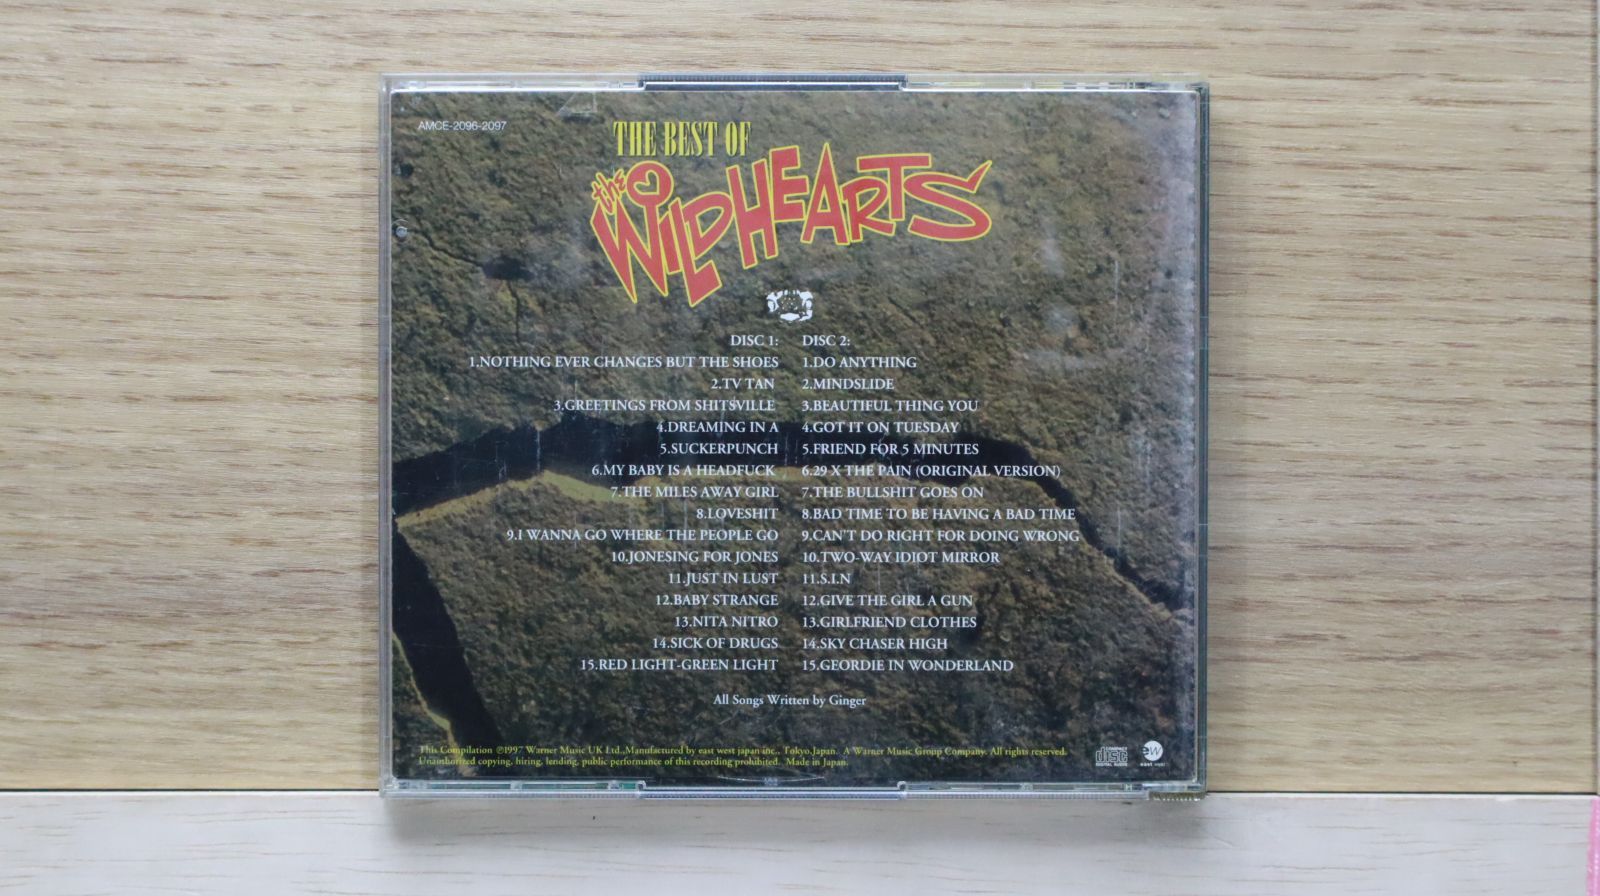 AMCE-2096-2097
THE BEST OF
the WILDHEARTS
DISC 1:
1.NOTHING EVER CHANGES BUT THE SHOES
2.TV TAN
3.GREETINGS FROM SHITSVILLE
4.DREAMING IN A
5.SUCKERPUNCH
6.MY BABY IS A HEADFUCK
7.THE MILES AWAY GIRL
8.LOVESHIT
9.I WANNA GO WHERE THE PEOPLE GO
10.JONESING FOR JONES
11.JUST IN LUST
12.BABY STRANGE
13.NITA NITRO
14.SICK OF DRUGS
15.RED LIGHT-GREEN LIGHT
DISC 2:
1.DO ANYTHING
2.MINDSLIDE
3.BEAUTIFUL THING YOU
4.GOT IT ON TUESDAY
5.FRIEND FOR 5 MINUTES
6.29 X THE PAIN (ORIGINAL VERSION)
7.THE BULLSHIT GOES ON
8.BAD TIME TO BE HAVING A BAD TIME
9.CAN'T DO RIGHT FOR DOING WRONG
10.TWO-WAY IDIOT MIRROR
11.S.I.N
12.GIVE THE GIRL A GUN
13.GIRLFRIEND CLOTHES
14.SKY CHASER HIGH
15.GEORDIE IN WONDERLAND
All Songs Written by Ginger
This Compilation ℗1997 Warner Music UK Ltd.,Manufactured by east west japan inc., Tokyo,Japan. A Warner Music Group Company. All rights reserved.
Unauthorized copying, hiring, lending, public performance of this recording prohibited. Made in Japan.
COMPACT
disc
DIGITAL AUDIO
ew